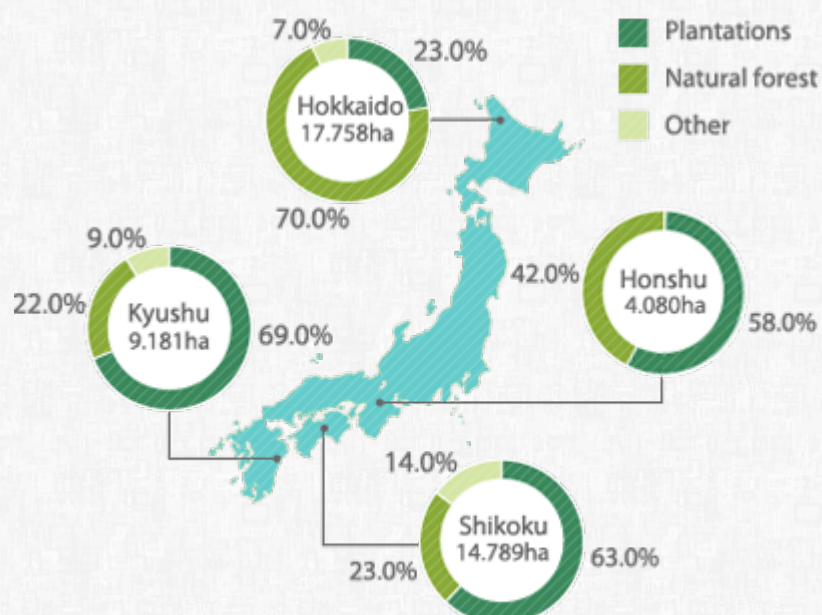 Plantations
Natural forest
Other
7.0%
23.0%
Hokkaido
17.758ha
70.0%
9.0%
22.0%
Kyushu
9.181ha
69.0%
42.0%
Honshu
4.080ha
58.0%
14.0%
Shikoku
14.789ha
23.0%
63.0%